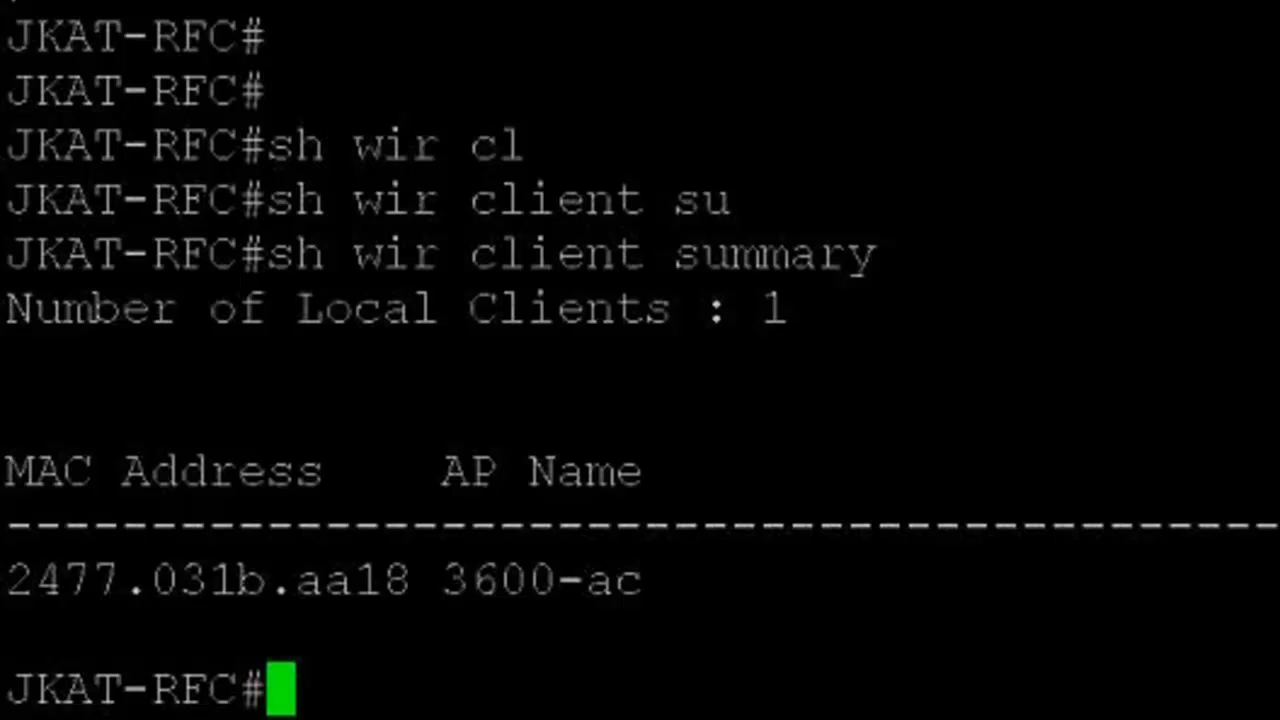 JKAT-RFC#
JKAT-RFC#
JKAT-RFC#sh wir cl
JKAT-RFC#sh wir client su
JKAT-RFC#sh wir client summary
Number of Local Clients : 1
MAC Address    AP Name
--------------------------------------------
2477.031b.aa18 3600-ac
JKAT-RFC#